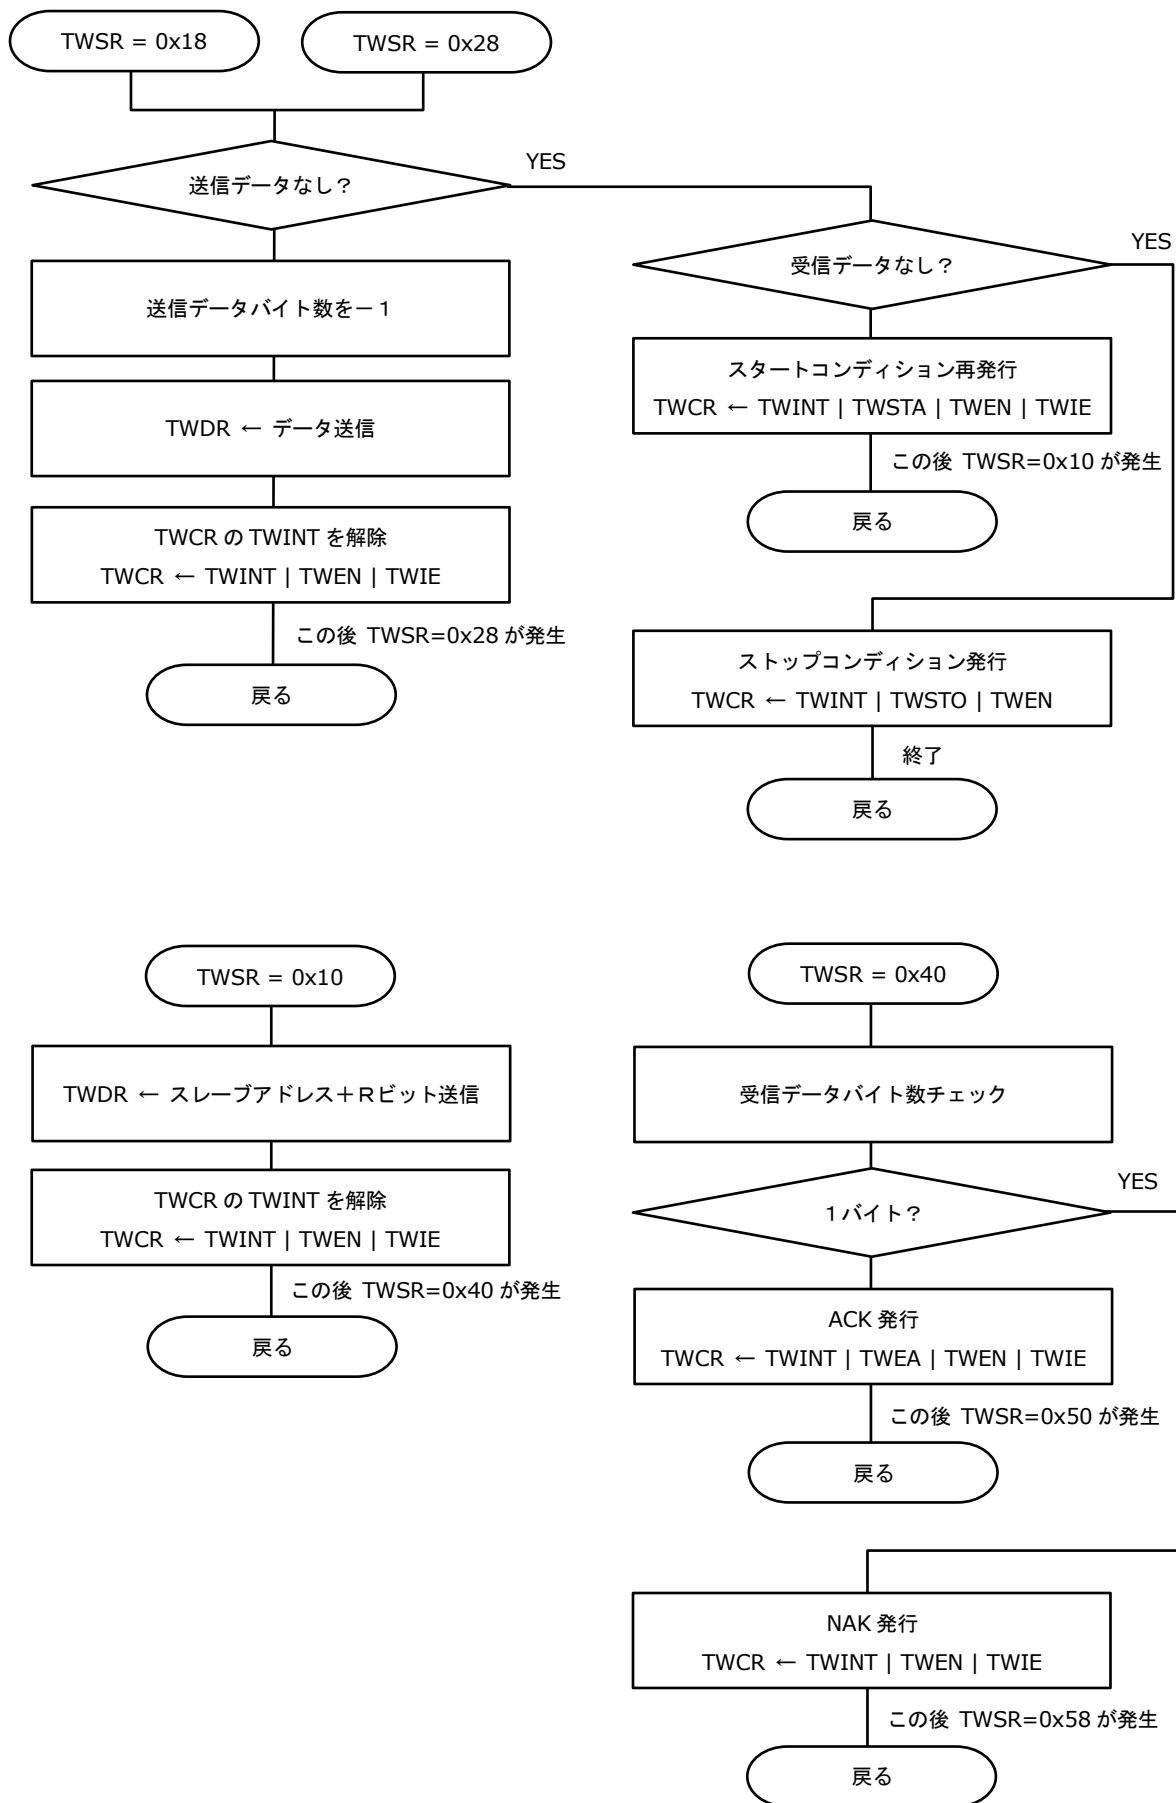 TWSR = 0x18
TWSR = 0x28
送信データなし？
YES
送信データバイト数を－１
TWDR ← データ送信
TWCR の TWINT を解除
TWCR ← TWINT | TWEN | TWIE
この後 TWSR=0x28 が発生
戻る
受信データなし？
YES
スタートコンディション再発行
TWCR ← TWINT | TWSTA | TWEN | TWIE
この後 TWSR=0x10 が発生
戻る
ストップコンディション発行
TWCR ← TWINT | TWSTO | TWEN
終了
戻る
TWSR = 0x10
TWDR ← スレーブアドレス＋Ｒビット送信
TWCR の TWINT を解除
TWCR ← TWINT | TWEN | TWIE
この後 TWSR=0x40 が発生
戻る
TWSR = 0x40
受信データバイト数チェック
１バイト？
YES
ACK 発行
TWCR ← TWINT | TWEA | TWEN | TWIE
この後 TWSR=0x50 が発生
戻る
NAK 発行
TWCR ← TWINT | TWEN | TWIE
この後 TWSR=0x58 が発生
戻る